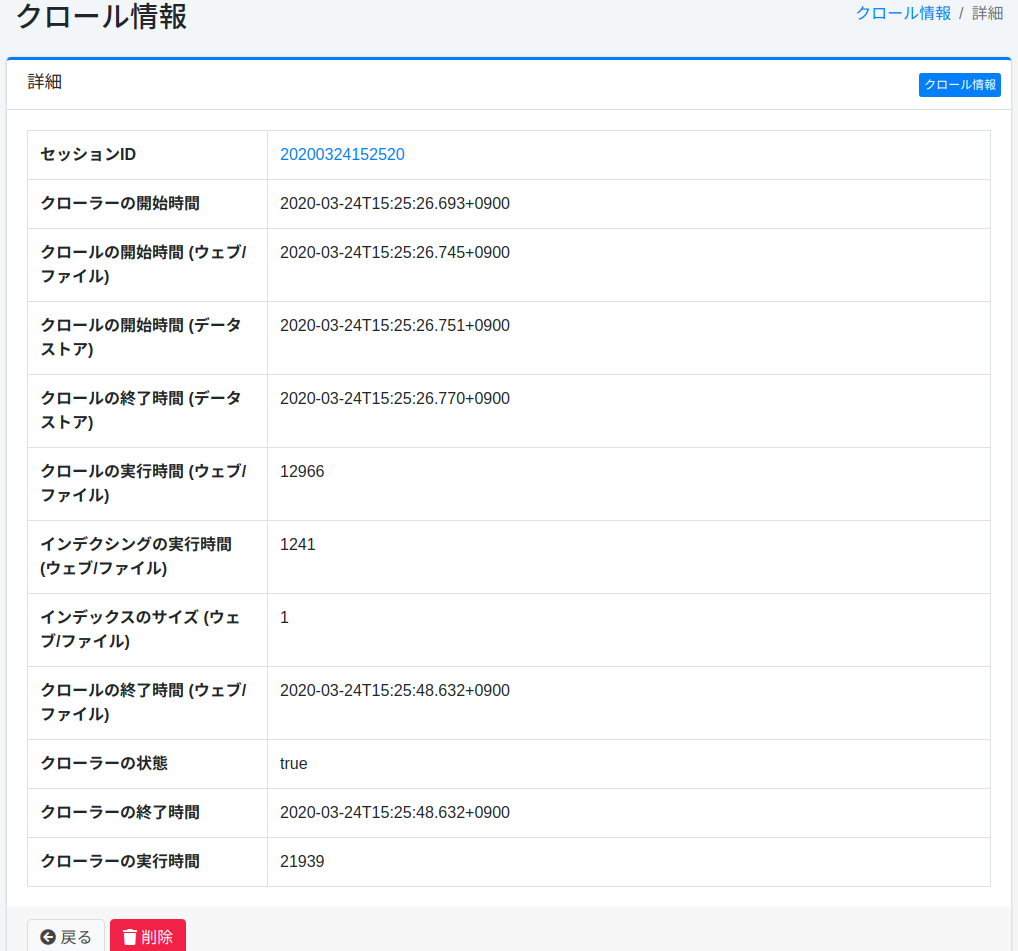 クロール情報
クロール情報 / 詳細
詳細
クロール情報
セッションID
20200324152520
クローラーの開始時間
2020-03-24T15:25:26.693+0900
クロールの開始時間 (ウェブ/
ファイル)
2020-03-24T15:25:26.745+0900
クロールの開始時間 (データ
ストア)
2020-03-24T15:25:26.751+0900
クロールの終了時間 (データ
ストア)
2020-03-24T15:25:26.770+0900
クロールの実行時間 (ウェブ/
ファイル)
12966
インデクシングの実行時間
(ウェブ/ファイル)
1241
インデックスのサイズ (ウェ
ブ/ファイル)
1
クロールの終了時間 (ウェブ/
ファイル)
2020-03-24T15:25:48.632+0900
クローラーの状態
true
クローラーの終了時間
2020-03-24T15:25:48.632+0900
クローラーの実行時間
21939
戻る
削除